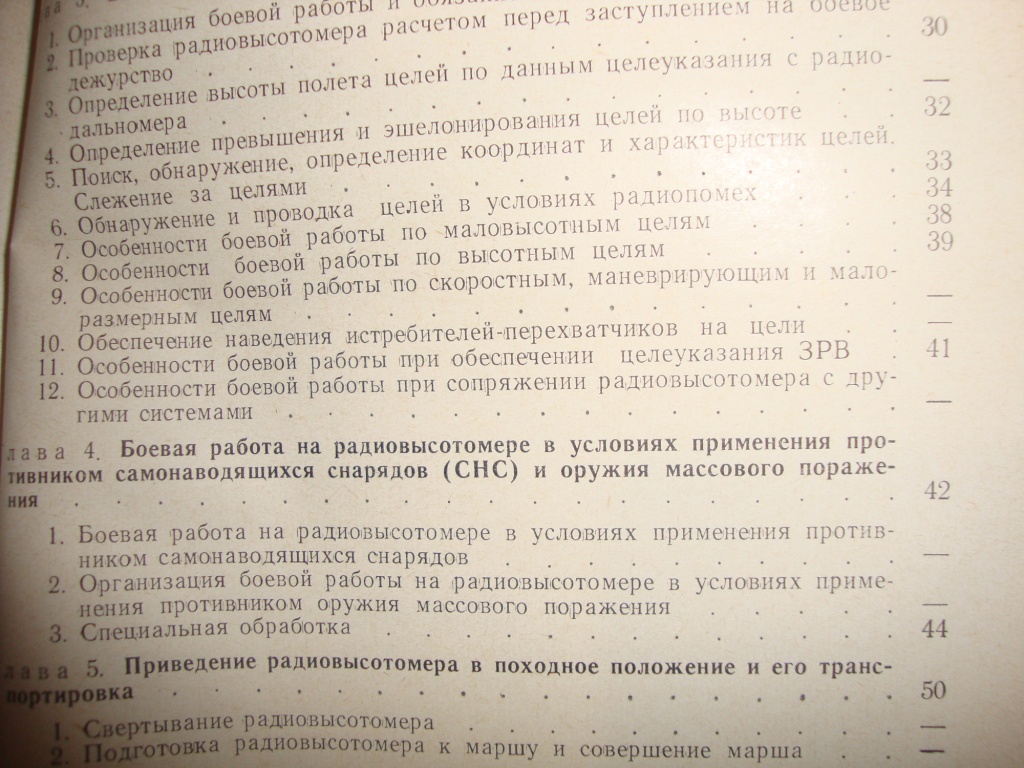 1. Организация боевой работы и
2. Проверка радиовысотомера расчетом перед заступлением на боевое
дежурство . . . . . . . . . . . . 30
3. Определение высоты полета целей по данным целеуказания с радио-
дальномера . . . . . . . . . . . . —
4. Определение превышения и эшелонирования целей по высоте . . 32
5. Поиск, обнаружение, определение координат и характеристик целей.
Слежение за целями . . . . . . . . . . 33
6. Обнаружение и проводка целей в условиях радиопомех . . . 34
7. Особенности боевой работы по маловысотным целям . . . . 38
8. Особенности боевой работы по высотным целям . . . . . 39
9. Особенности боевой работы по скоростным, маневрирующим и мало-
размерным целям . . . . . . . . . . . —
10. Обеспечение наведения истребителей-перехватчиков на цели . . —
11. Особенности боевой работы при обеспечении целеуказания ЗРВ . 41
12. Особенности боевой работы при сопряжении радиовысотомера с дру-
гими системами . . . . . . . . . . . —
лава 4. Боевая работа на радиовысотомере в условиях применения про-
тивником самонаводящихся снарядов (СНС) и оружия массового пораже-
ния . . . . . . . . . . . . . . . 42
1. Боевая работа на радиовысотомере в условиях применения против-
ником самонаводящихся снарядов . . . . . . . —
2. Организация боевой работы на радиовысотомере в условиях приме-
нения противником оружия массового поражения . . . . —
3. Специальная обработка . . . . . . . . . 44
лава 5. Приведение радиовысотомера в походное положение и его транс-
портировка . . . . . . . . . . . . . 50
1. Свертывание радиовысотомера . . . . . . . . —
2. Подготовка радиовысотомера к маршу и совершение марша . . —